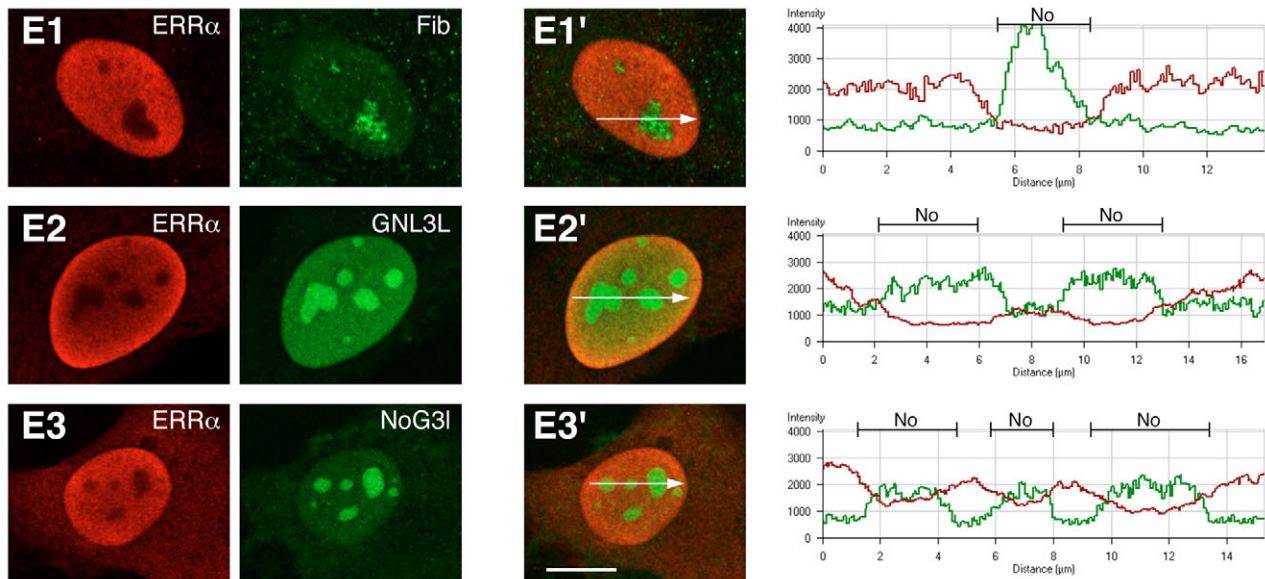 E1 ERRα Fib E1' Intensity No
4000
3000
2000
1000
0
0 2 4 6 8 10 12
Distance (µm)
E2 ERRα GNL3L E2' Intensity No No
4000
3000
2000
1000
0
0 2 4 6 8 10 12 14 16
Distance (µm)
E3 ERRα NoG3l E3' Intensity No No No
4000
3000
2000
1000
0
0 2 4 6 8 10 12 14
Distance (µm)